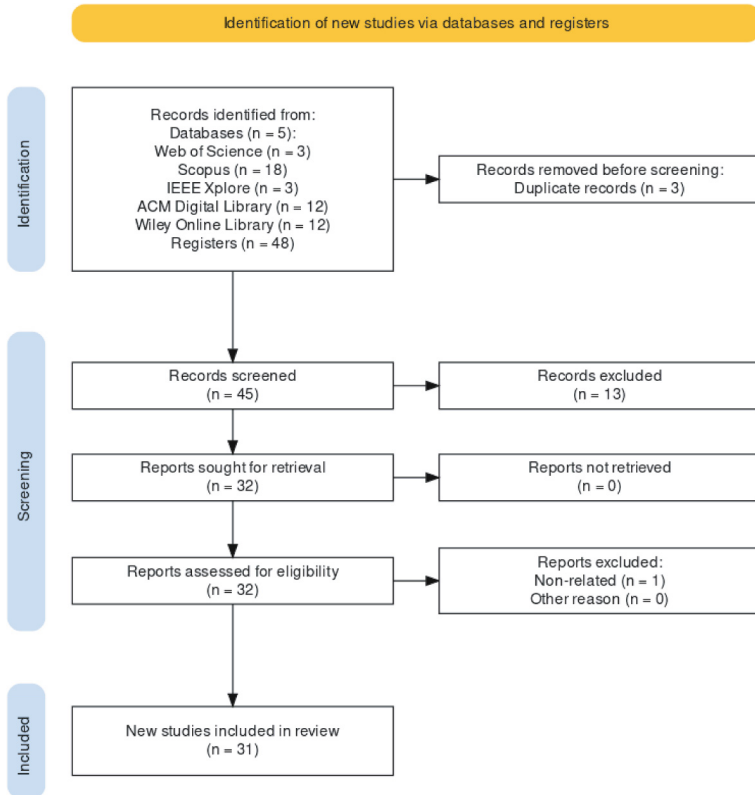 Identification of new studies via databases and registers
Identification
Records identified from:
Databases (n = 5):
Web of Science (n = 3)
Scopus (n = 18)
IEEE Xplore (n = 3)
ACM Digital Library (n = 12)
Wiley Online Library (n = 12)
Registers (n = 48)
Records removed before screening:
Duplicate records (n = 3)
Screening
Records screened
(n = 45)
Records excluded
(n = 13)
Reports sought for retrieval
(n = 32)
Reports not retrieved
(n = 0)
Reports assessed for eligibility
(n = 32)
Reports excluded:
Non-related (n = 1)
Other reason (n = 0)
Included
New studies included in review
(n = 31)